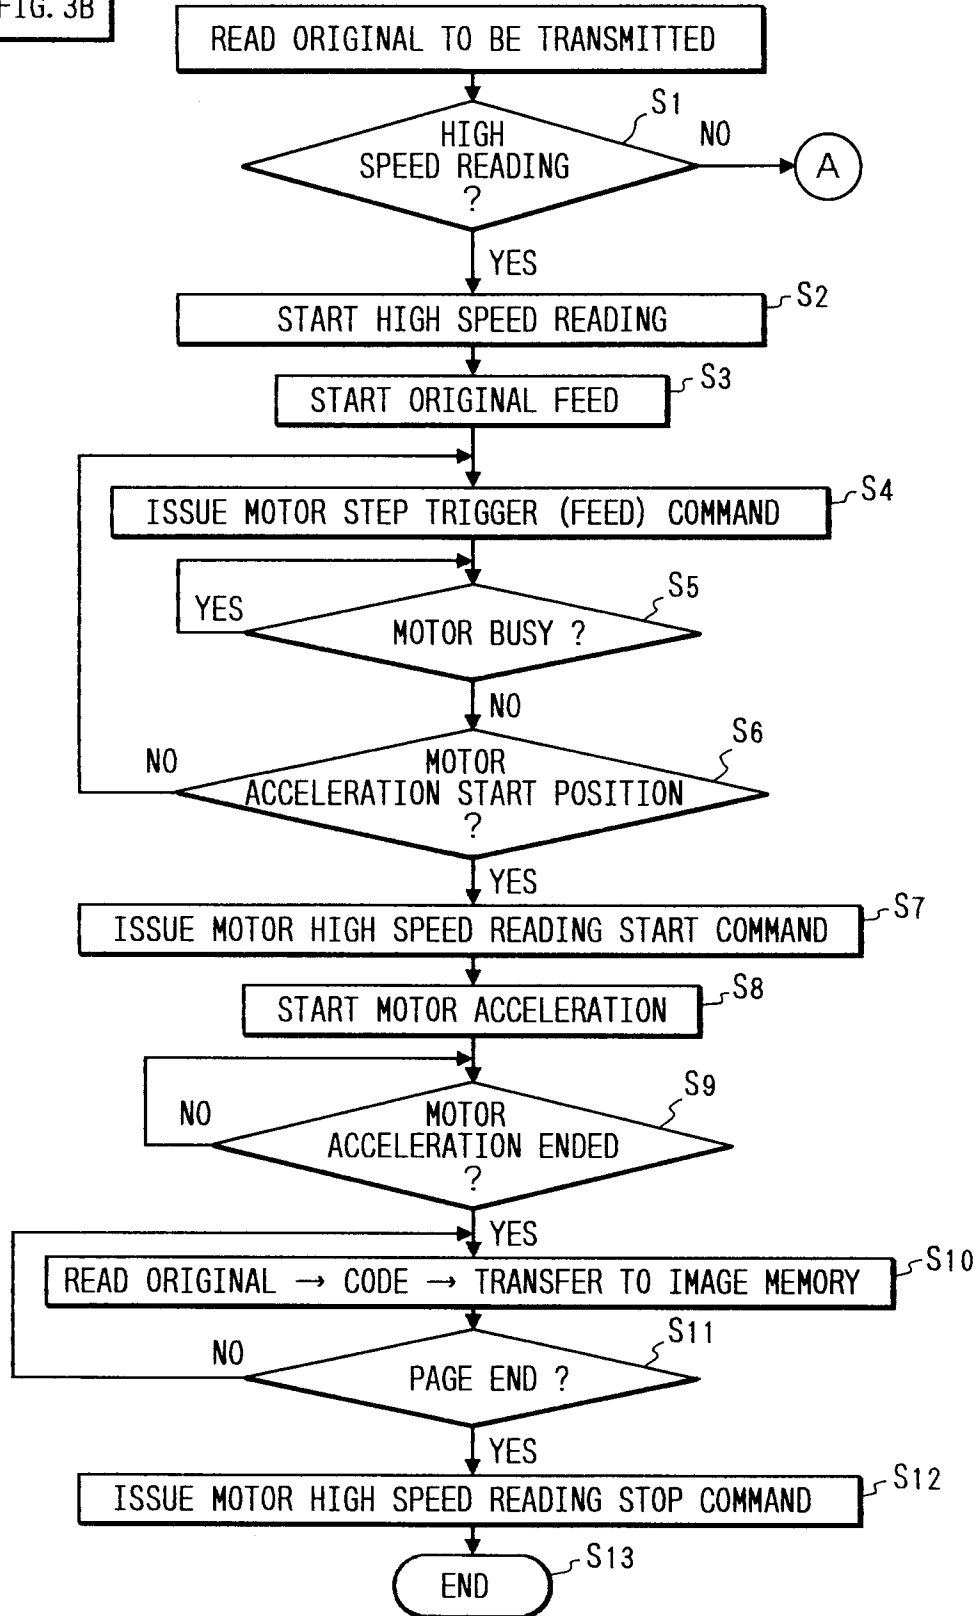 FIG. 3B
READ ORIGINAL TO BE TRANSMITTED
S1
HIGH
SPEED READING
?
NO
A
YES
S2
START HIGH SPEED READING
S3
START ORIGINAL FEED
S4
ISSUE MOTOR STEP TRIGGER (FEED) COMMAND
S5
YES
MOTOR BUSY ?
NO
S6
NO
MOTOR
ACCELERATION START POSITION
?
YES
S7
ISSUE MOTOR HIGH SPEED READING START COMMAND
S8
START MOTOR ACCELERATION
S9
NO
MOTOR
ACCELERATION ENDED
?
YES
S10
READ ORIGINAL → CODE → TRANSFER TO IMAGE MEMORY
S11
NO
PAGE END ?
YES
S12
ISSUE MOTOR HIGH SPEED READING STOP COMMAND
S13
END